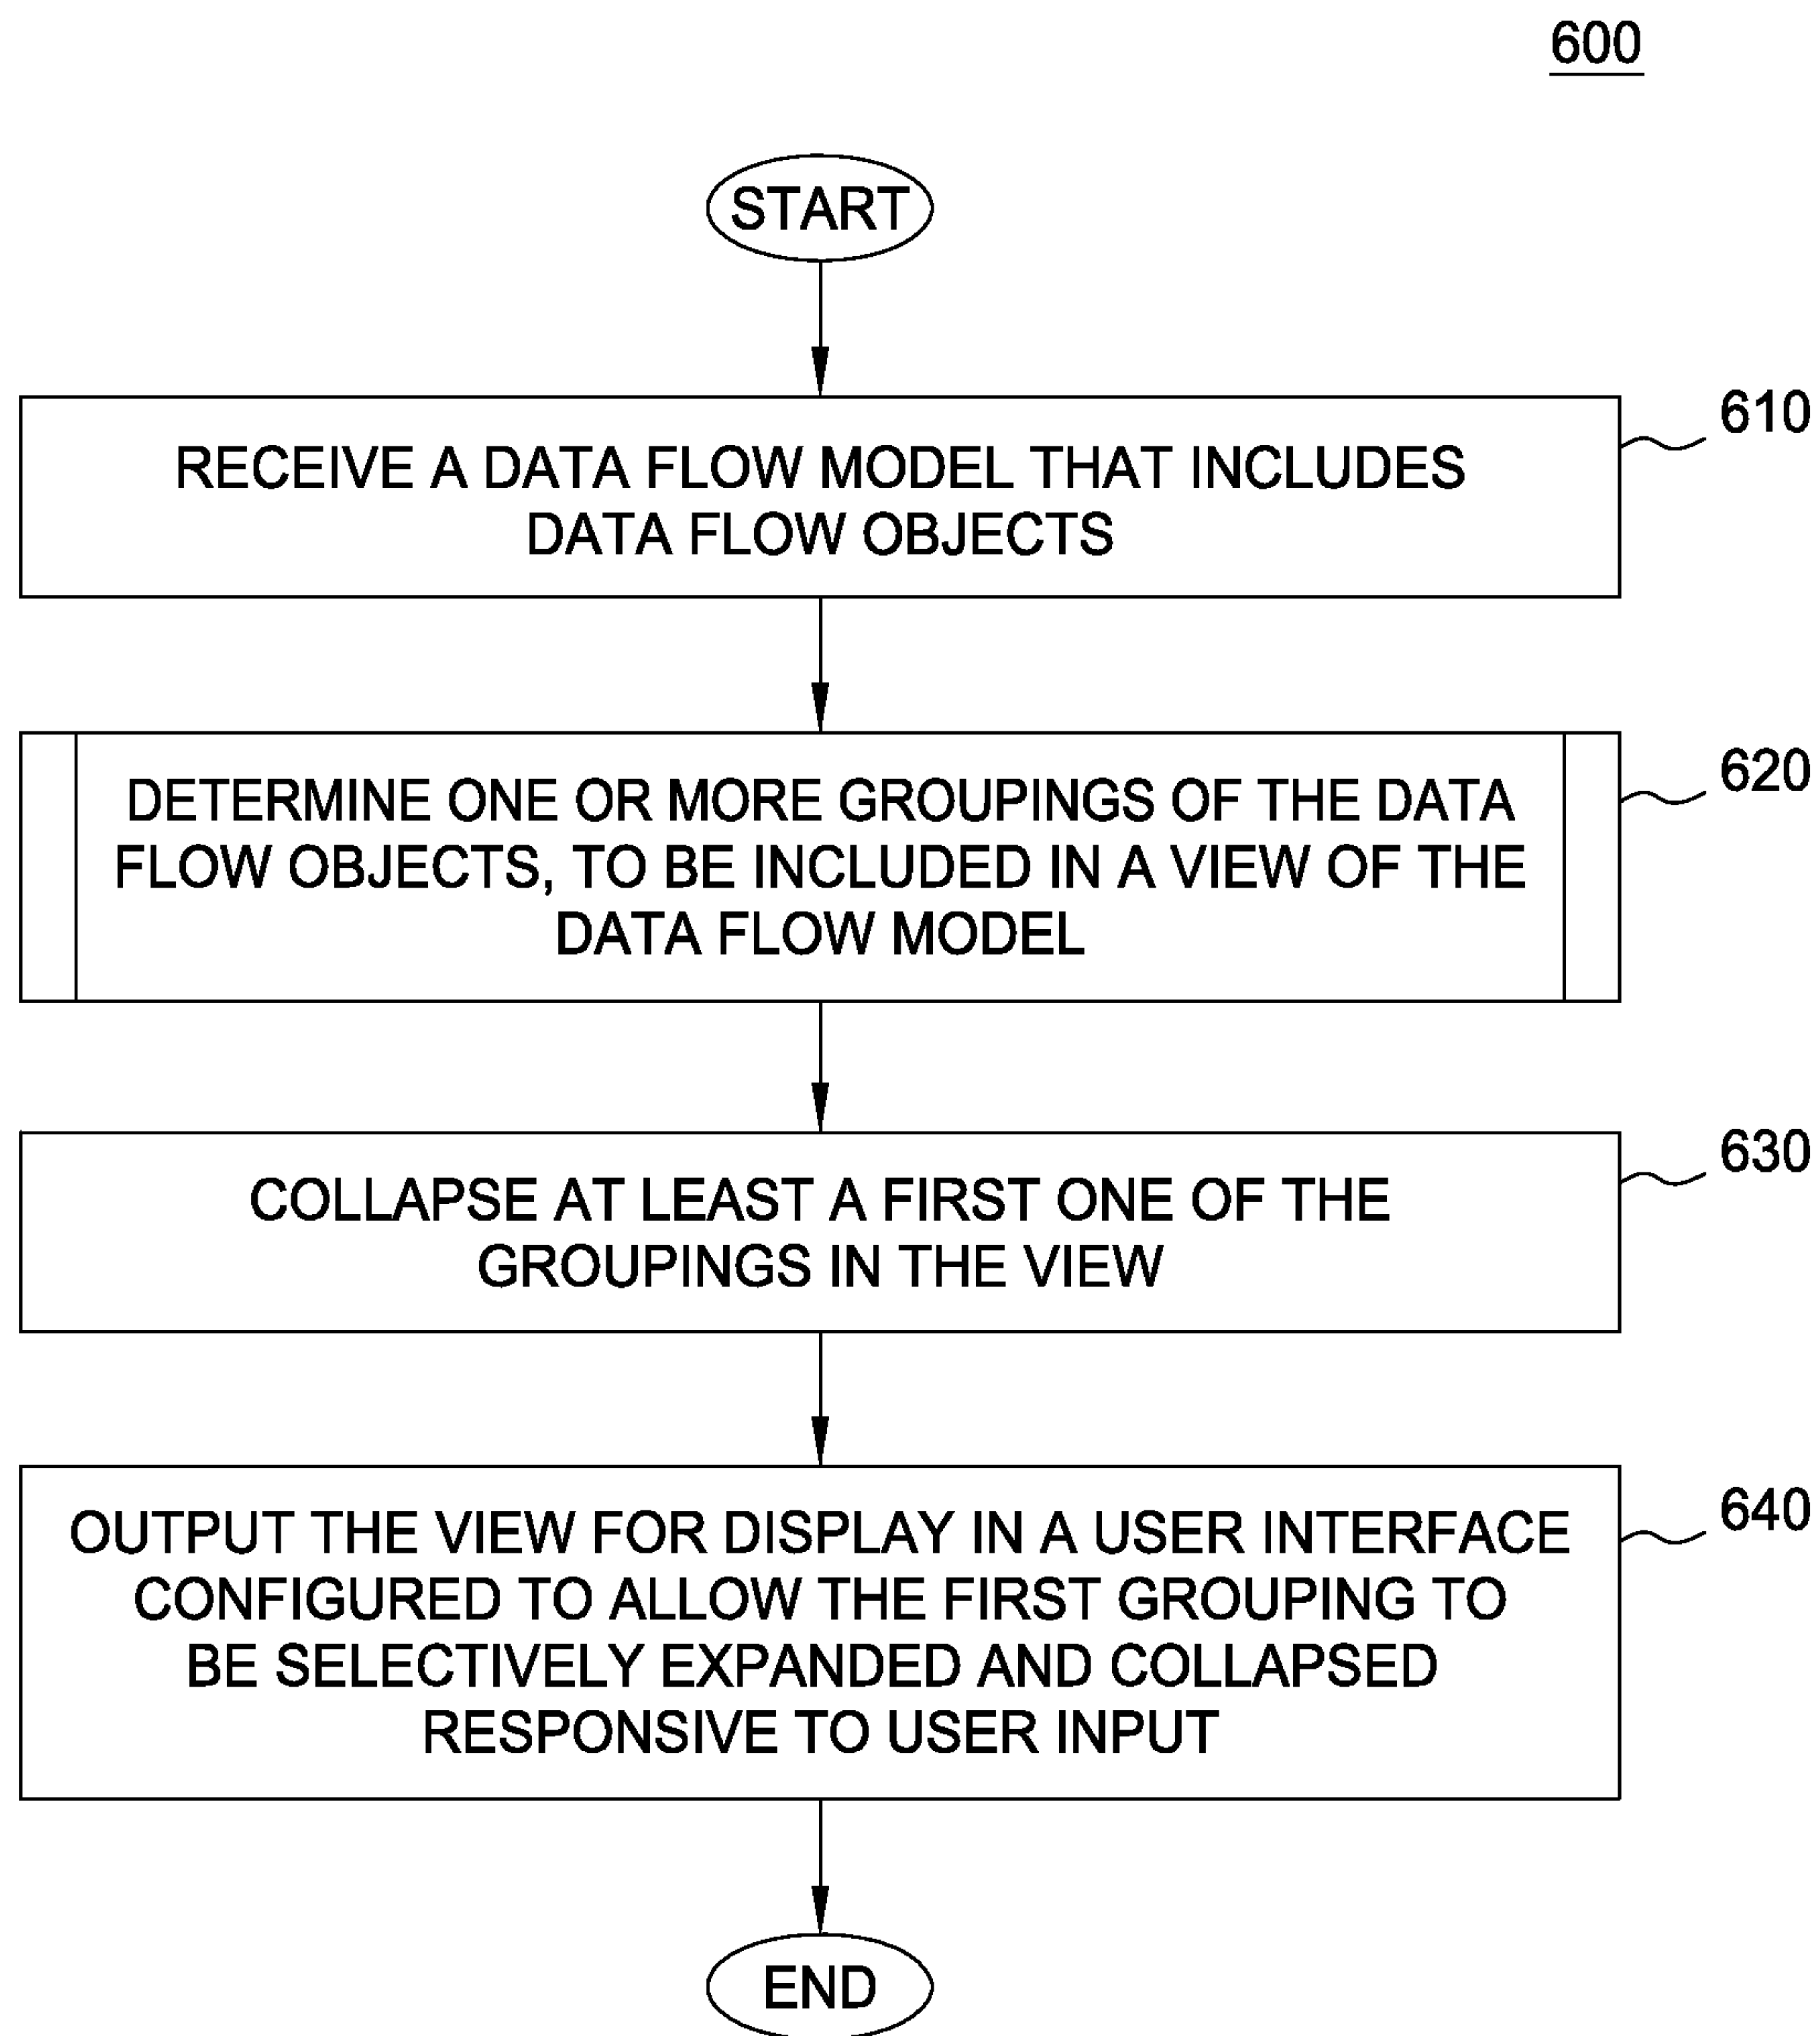 600
START
610
RECEIVE A DATA FLOW MODEL THAT INCLUDES
DATA FLOW OBJECTS
620
DETERMINE ONE OR MORE GROUPINGS OF THE DATA
FLOW OBJECTS, TO BE INCLUDED IN A VIEW OF THE
DATA FLOW MODEL
630
COLLAPSE AT LEAST A FIRST ONE OF THE
GROUPINGS IN THE VIEW
640
OUTPUT THE VIEW FOR DISPLAY IN A USER INTERFACE
CONFIGURED TO ALLOW THE FIRST GROUPING TO
BE SELECTIVELY EXPANDED AND COLLAPSED
RESPONSIVE TO USER INPUT
END